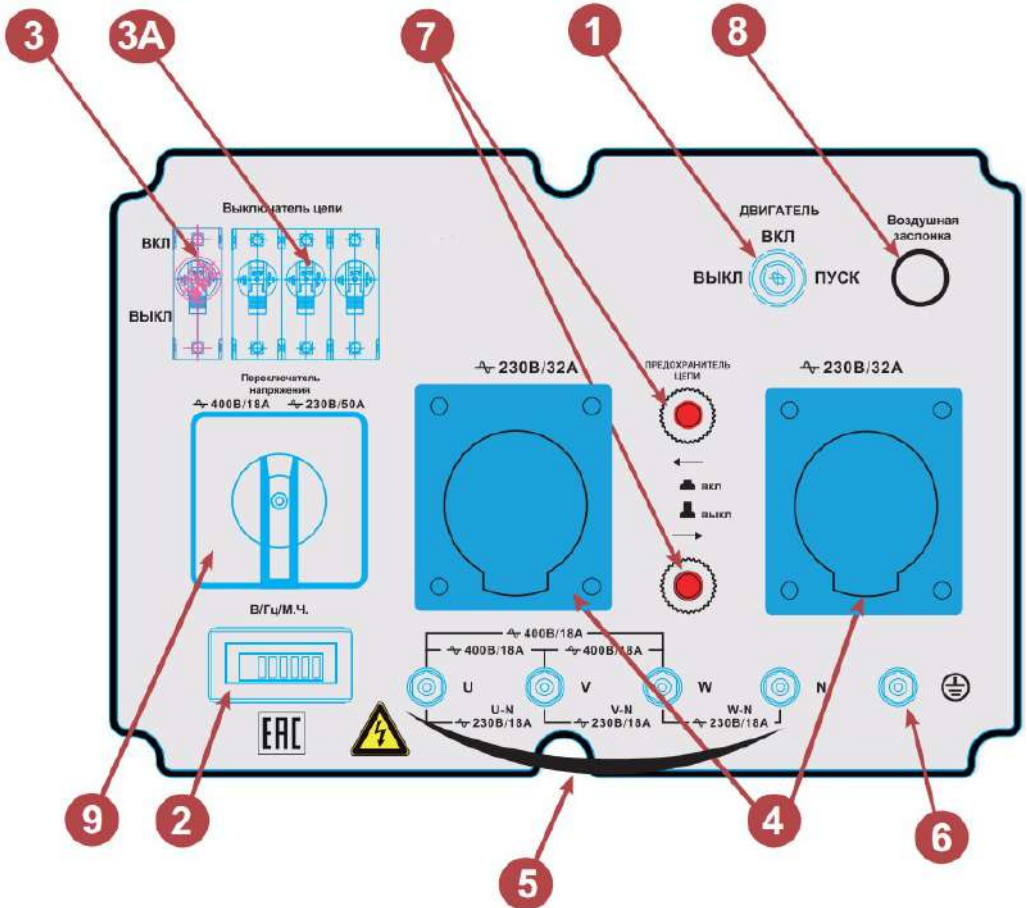 3 3A 7 1 8
Выключатель цепи
ВКЛ
ВЫКЛ
ДВИГАТЕЛЬ
ВКЛ
ВЫКЛ ПУСК
Воздушная
заслонка
Переключатель
напряжения
400В/18А 230В/50А
230В/32А
ПРЕДОХРАНИТЕЛЬ
ЦЕПИ
230В/32А
вкл
выкл
В/Гц/М.Ч.
400В/18А
400В/18А 400В/18А
U V W N
U-N V-N W-N
230В/18А 230В/18А 230В/18А
EAC
9 2 5 4 6